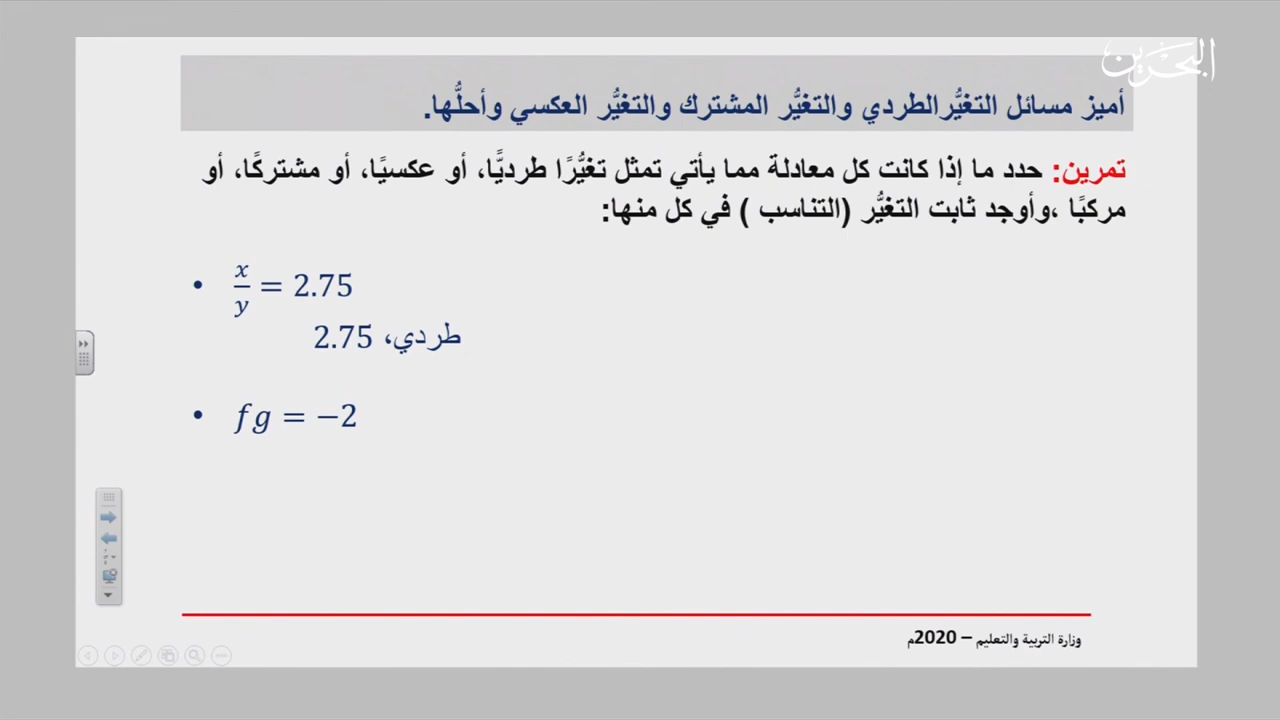 البحرين
أميز مسائل التغيُّرالطردي والتغيُّر المشترك والتغيُّر العكسي وأحلُّها.
تمرين: حدد ما إذا كانت كل معادلة مما يأتي تمثل تغيُّرًا طرديًّا، أو عكسيًا، أو مشتركًا، أو
مركبًا ،وأوجد ثابت التغيُّر (التناسب ) في كل منها:
• x/y = 2.75
طردي، 2.75
• fg = −2
وزارة التربية والتعليم – 2020م